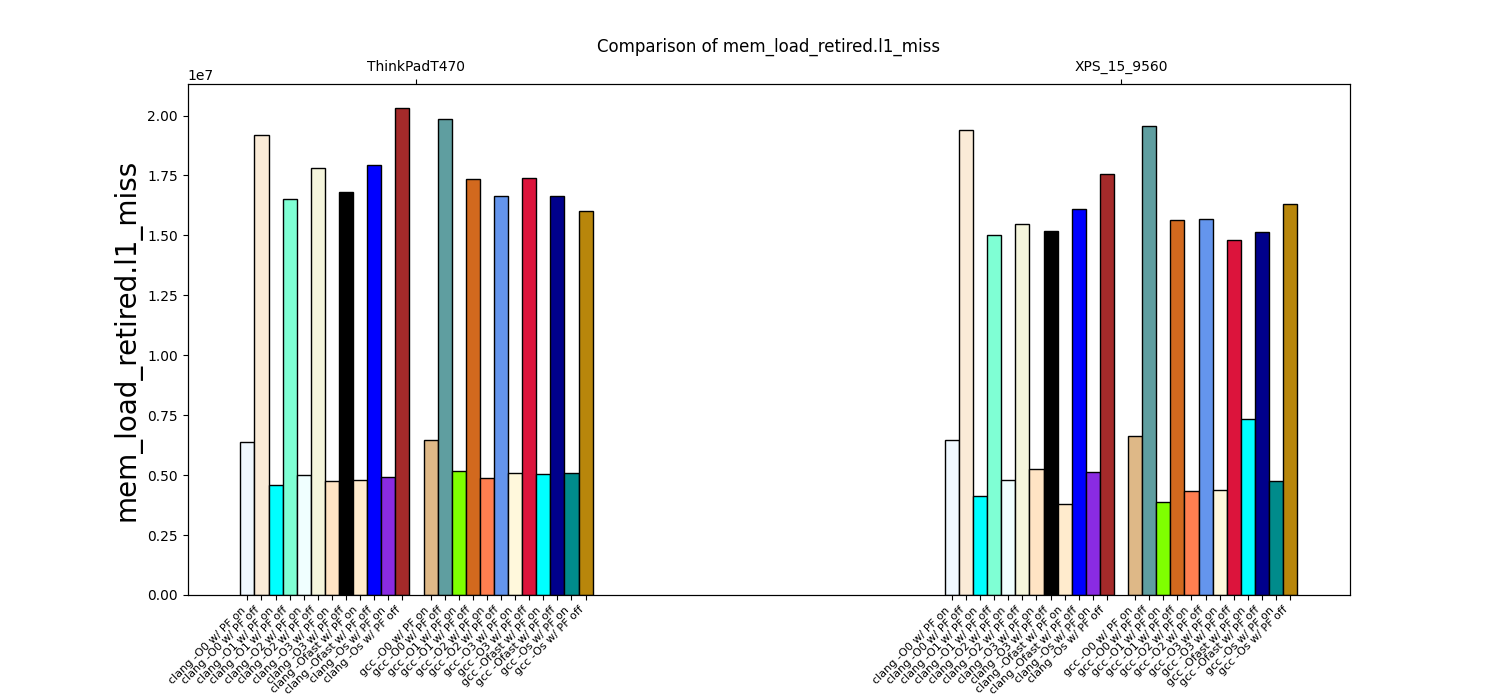 Comparison of mem_load_retired.l1_miss
ThinkPadT470
XPS_15_9560
1e7
mem_load_retired.l1_miss
2.00
1.75
1.50
1.25
1.00
0.75
0.50
0.25
0.00
clang -O0 w/ PF on
clang -O0 w/ PF off
clang -O1 w/ PF on
clang -O1 w/ PF off
clang -O2 w/ PF on
clang -O2 w/ PF off
clang -O3 w/ PF on
clang -O3 w/ PF off
clang -Ofast w/ PF on
clang -Ofast w/ PF off
clang -Os w/ PF on
clang -Os w/ PF off
gcc -O0 w/ PF on
gcc -O0 w/ PF off
gcc -O1 w/ PF on
gcc -O1 w/ PF off
gcc -O2 w/ PF on
gcc -O2 w/ PF off
gcc -O3 w/ PF on
gcc -O3 w/ PF off
gcc -Ofast w/ PF on
gcc -Ofast w/ PF off
gcc -Os w/ PF on
gcc -Os w/ PF off
clang -O0 w/ PF on
clang -O0 w/ PF off
clang -O1 w/ PF on
clang -O1 w/ PF off
clang -O2 w/ PF on
clang -O2 w/ PF off
clang -O3 w/ PF on
clang -O3 w/ PF off
clang -Ofast w/ PF on
clang -Ofast w/ PF off
clang -Os w/ PF on
clang -Os w/ PF off
gcc -O0 w/ PF on
gcc -O0 w/ PF off
gcc -O1 w/ PF on
gcc -O1 w/ PF off
gcc -O2 w/ PF on
gcc -O2 w/ PF off
gcc -O3 w/ PF on
gcc -O3 w/ PF off
gcc -Ofast w/ PF on
gcc -Ofast w/ PF off
gcc -Os w/ PF on
gcc -Os w/ PF off